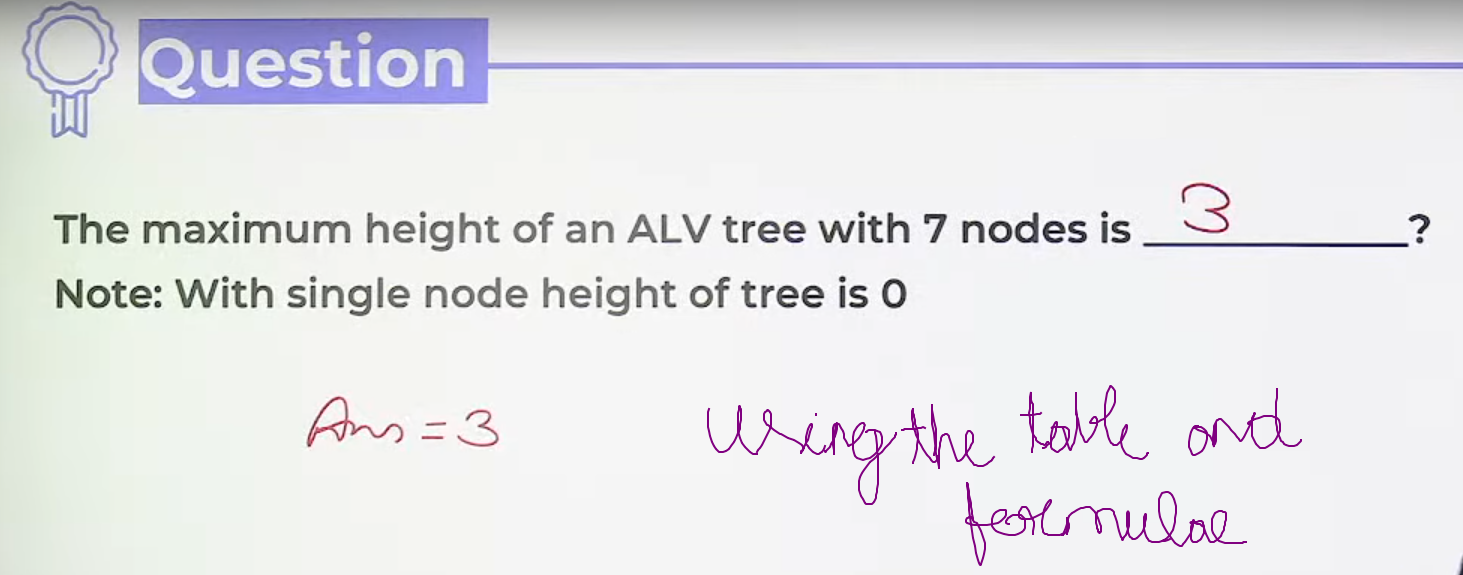 Question
The maximum height of an ALV tree with 7 nodes is 3?
Note: With single node height of tree is 0
Ans = 3
Using the table and
formulae